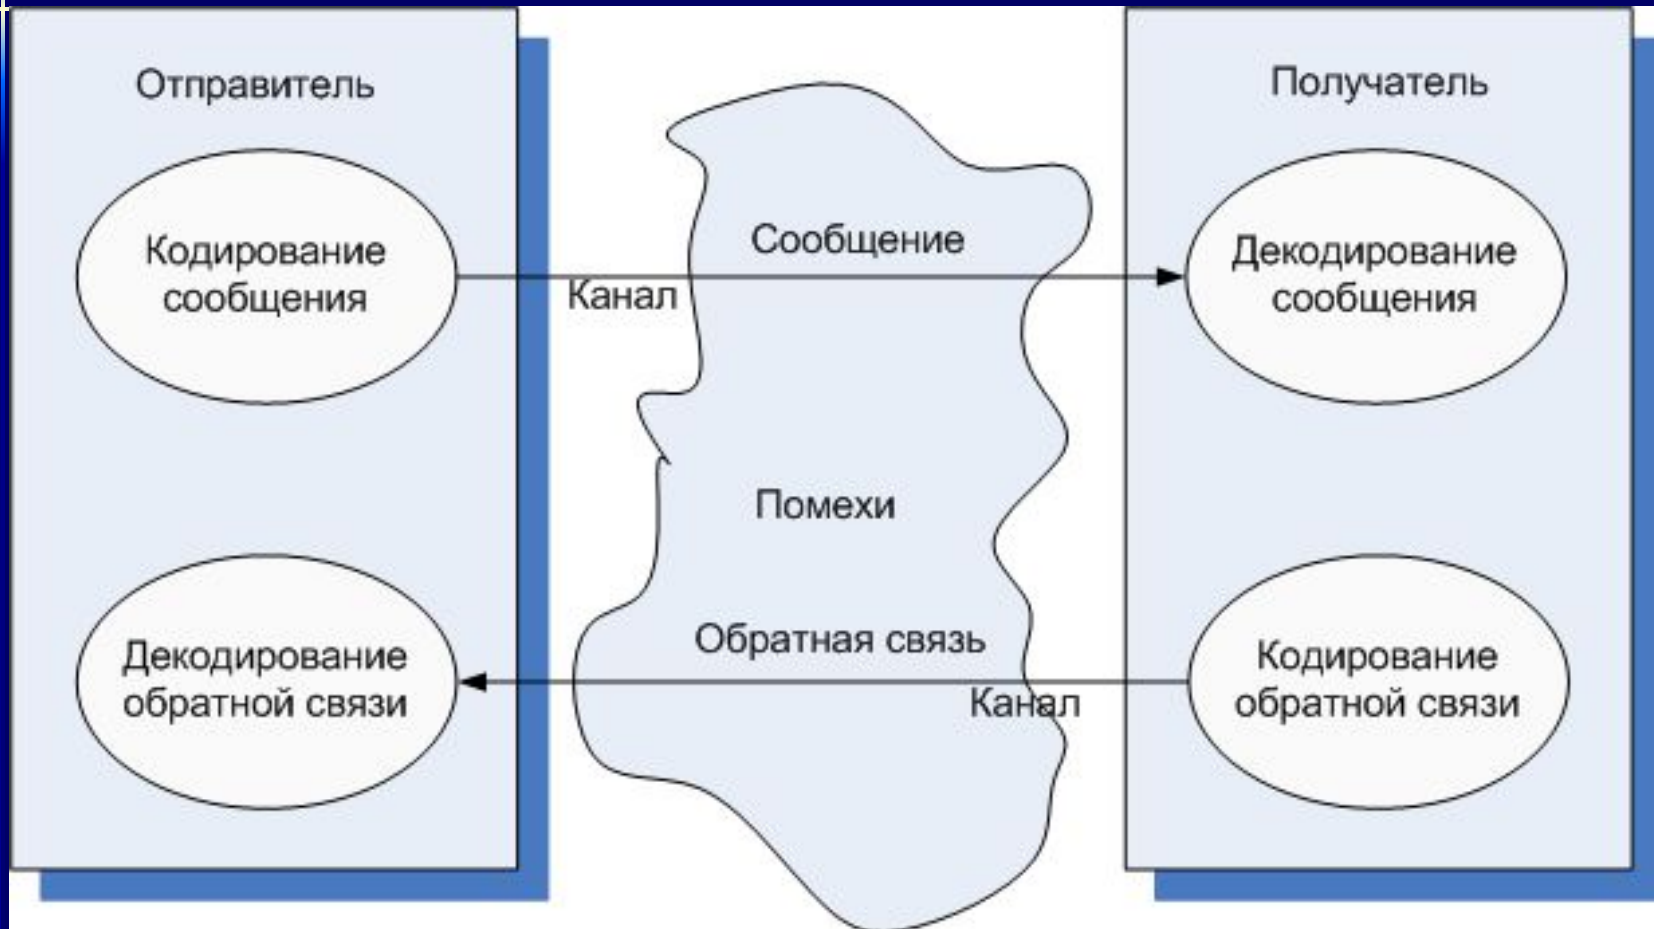 Отправитель
Получатель
Кодирование
сообщения
Сообщение
Канал
Декодирование
сообщения
Помехи
Декодирование
обратной связи
Обратная связь
Канал
Кодирование
обратной связи